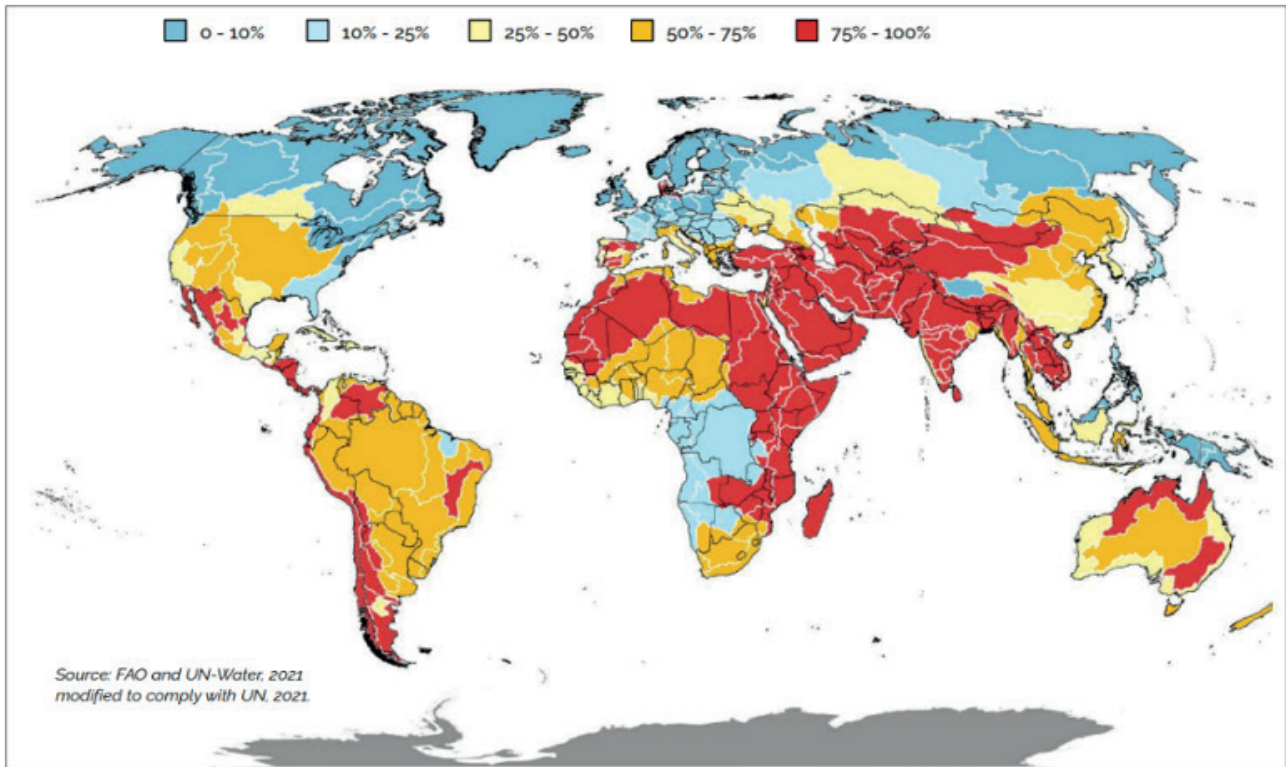 0 - 10% 10% - 25% 25% - 50% 50% - 75% 75% - 100%
Source: FAO and UN-Water, 2021
modified to comply with UN, 2021.